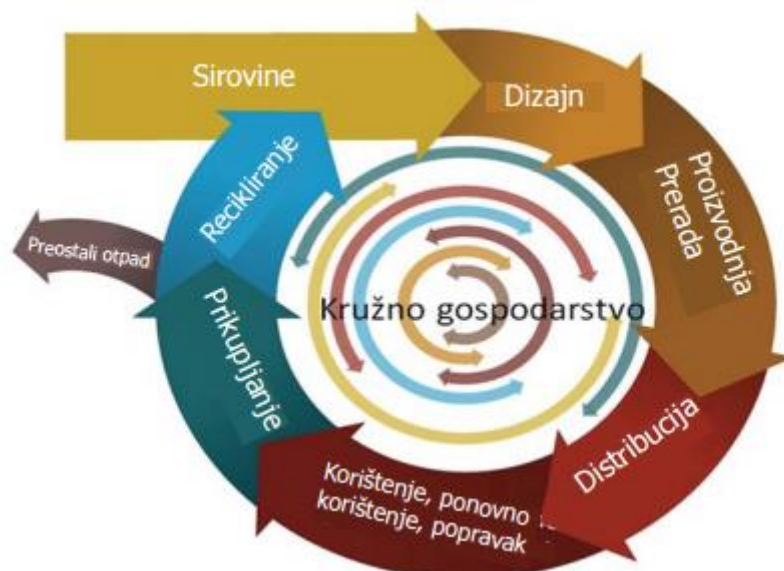 Sirovine
Dizajn
Proizvodnja
Prerada
Distribucija
Korištenje, ponovno
korištenje, popravak
Prikupljanje
Preostali otpad
Recikliranje
Kružno gospodarstvo